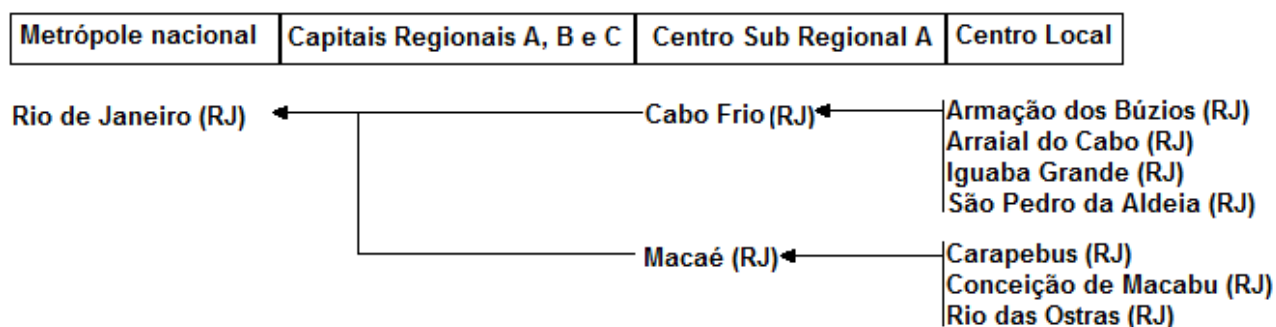 Metrópole nacional Capitais Regionais A, B e C Centro Sub Regional A Centro Local
Rio de Janeiro (RJ) Cabo Frio (RJ) Armação dos Búzios (RJ)
Arraial do Cabo (RJ)
Iguaba Grande (RJ)
São Pedro da Aldeia (RJ)
Macaé (RJ) Carapebus (RJ)
Conceição de Macabu (RJ)
Rio das Ostras (RJ)